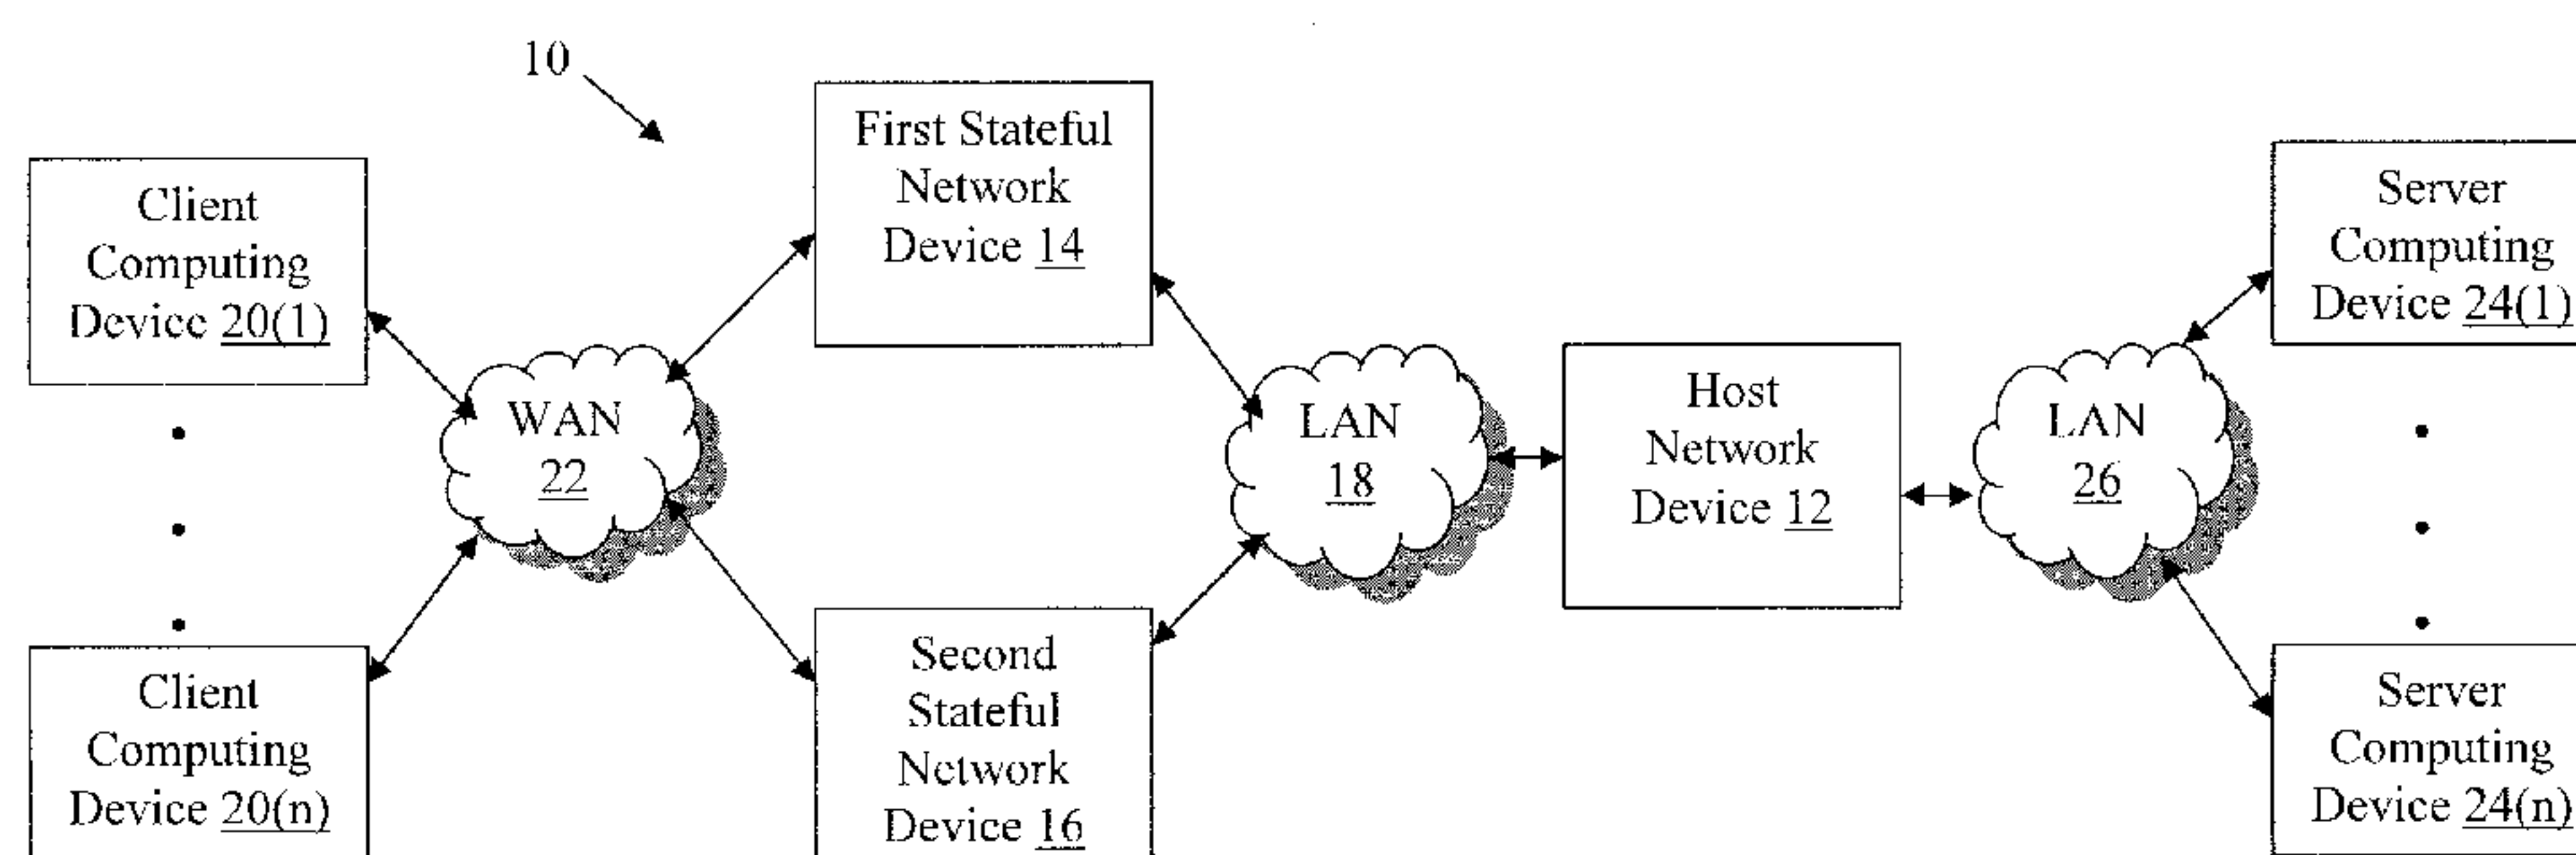 10
Client
Computing
Device 20(1)
Client
Computing
Device 20(n)
WAN
22
First Stateful
Network
Device 14
Second
Stateful
Network
Device 16
LAN
18
Host
Network
Device 12
LAN
26
Server
Computing
Device 24(1)
Server
Computing
Device 24(n)